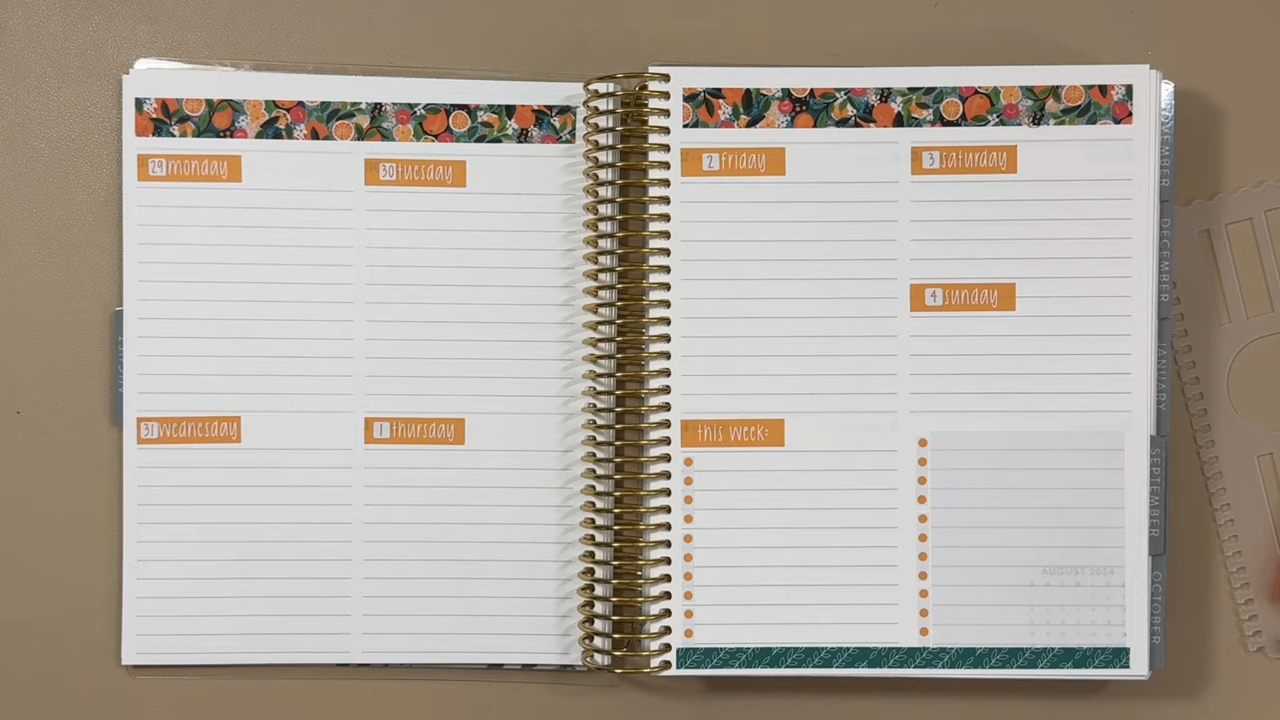 29 monday
30 tuesday
31 wednesday
1 thursday
2 friday
3 saturday
4 sunday
this week:
AUGUST 2024
AUGUST
NOVEMBER
DECEMBER
JANUARY
SEPTEMBER
OCTOBER